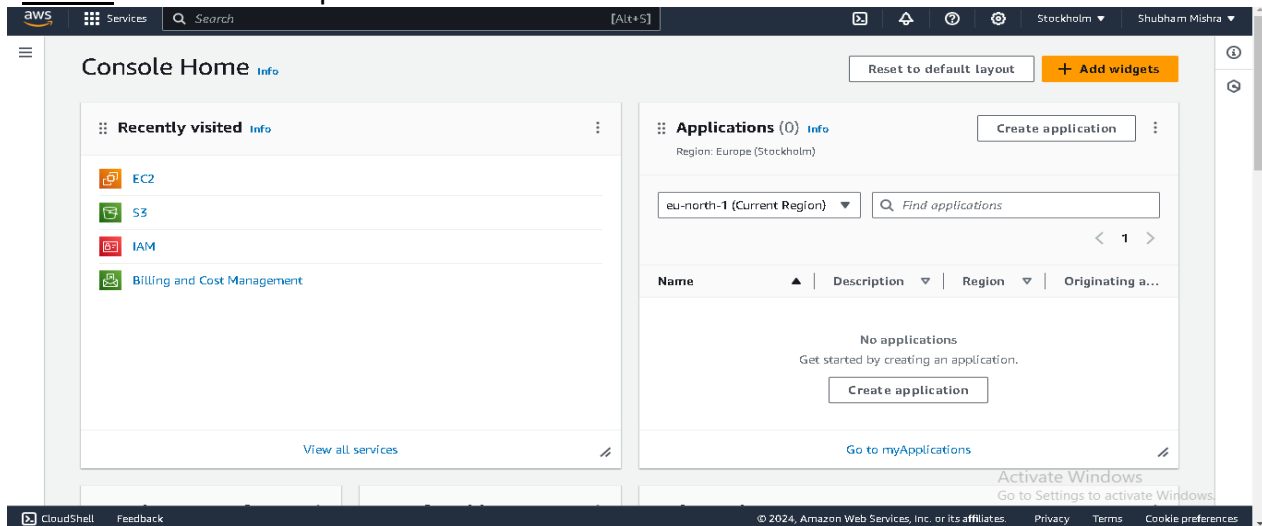 aws
Services
Search
[Alt+S]
Stockholm ▼
Shubham Mishra ▼
Console Home Info
Reset to default layout
+ Add widgets
Recently visited Info
EC2
S3
IAM
Billing and Cost Management
View all services
Applications (0) Info
Create application
Region: Europe (Stockholm)
eu-north-1 (Current Region) ▼
Find applications
< 1 >
Name ▲
Description ▽
Region ▽
Originating a...
No applications
Get started by creating an application.
Create application
Go to myApplications
Activate Windows
Go to Settings to activate Windows.
CloudShell
Feedback
© 2024, Amazon Web Services, Inc. or its affiliates.
Privacy
Terms
Cookie preferences